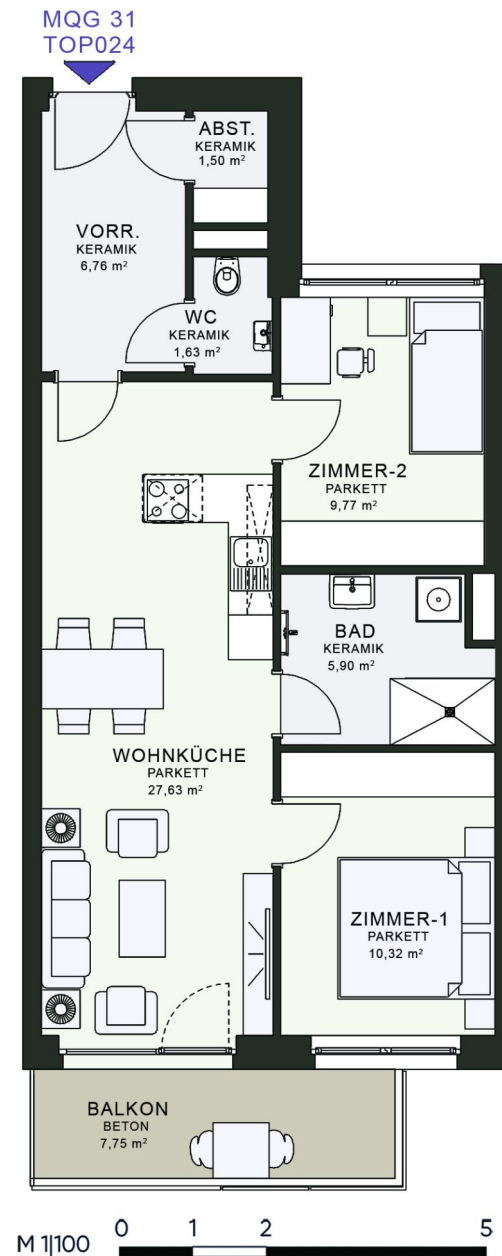 MQG 31
TOP024
ABST.
KERAMIK
1,50 m²
VORR.
KERAMIK
6,76 m²
WC
KERAMIK
1,63 m²
ZIMMER-2
PARKETT
9,77 m²
BAD
KERAMIK
5,90 m²
WOHNKÜCHE
PARKETT
27,63 m²
ZIMMER-1
PARKETT
10,32 m²
BALKON
BETON
7,75 m²
M 1|100 0 1 2 5